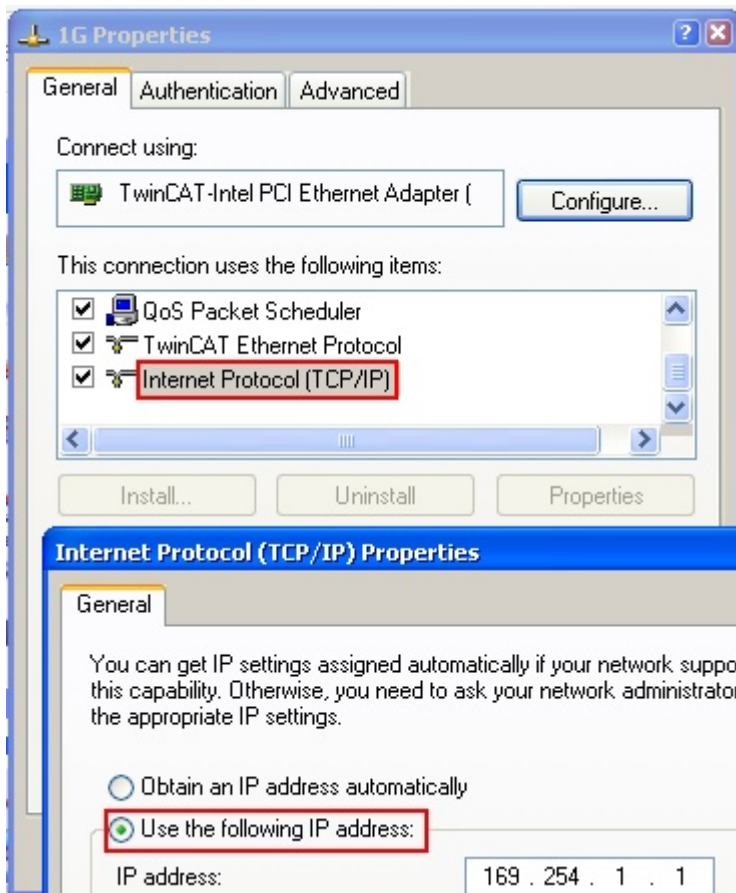 1G Properties
General Authentication Advanced
Connect using:
TwinCAT-Intel PCI Ethernet Adapter (
Configure...
This connection uses the following items:
QoS Packet Scheduler
TwinCAT Ethernet Protocol
Internet Protocol (TCP/IP)
Install... Uninstall Properties
Internet Protocol (TCP/IP) Properties
General
You can get IP settings assigned automatically if your network suppo
this capability. Otherwise, you need to ask your network administrator
the appropriate IP settings.
Obtain an IP address automatically
Use the following IP address:
IP address: 169 . 254 . 1 . 1